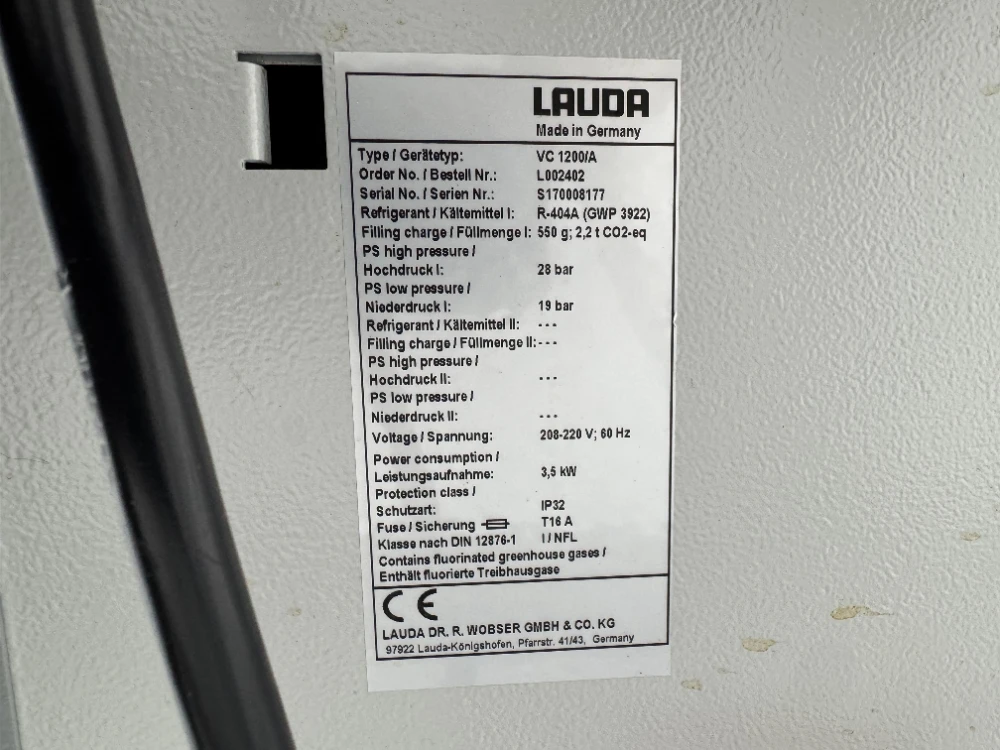 LAUDA
Made in Germany
Type / Gerätetyp: VC 1200/A
Order No. / Bestell Nr.: L002402
Serial No. / Serien Nr.: S170008177
Refrigerant / Kältemittel I: R-404A (GWP 3922)
Filling charge / Füllmenge I: 550 g; 2,2 t CO2-eq
PS high pressure /
Hochdruck I: 28 bar
PS low pressure /
Niederdruck I: 19 bar
Refrigerant / Kältemittel II: ---
Filling charge / Füllmenge II: ---
PS high pressure /
Hochdruck II: ---
PS low pressure /
Niederdruck II: ---
Voltage / Spannung: 208-220 V; 60 Hz
Power consumption /
Leistungsaufnahme: 3,5 kW
Protection class /
Schutzart: IP32
Fuse / Sicherung T16 A
Klasse nach DIN 12876-1 I / NFL
Contains fluorinated greenhouse gases /
Enthält fluorierte Treibhausgase
CE
LAUDA DR. R. WOBSER GMBH & CO. KG
97922 Lauda-Königshofen, Pfarrstr. 41/43, Germany